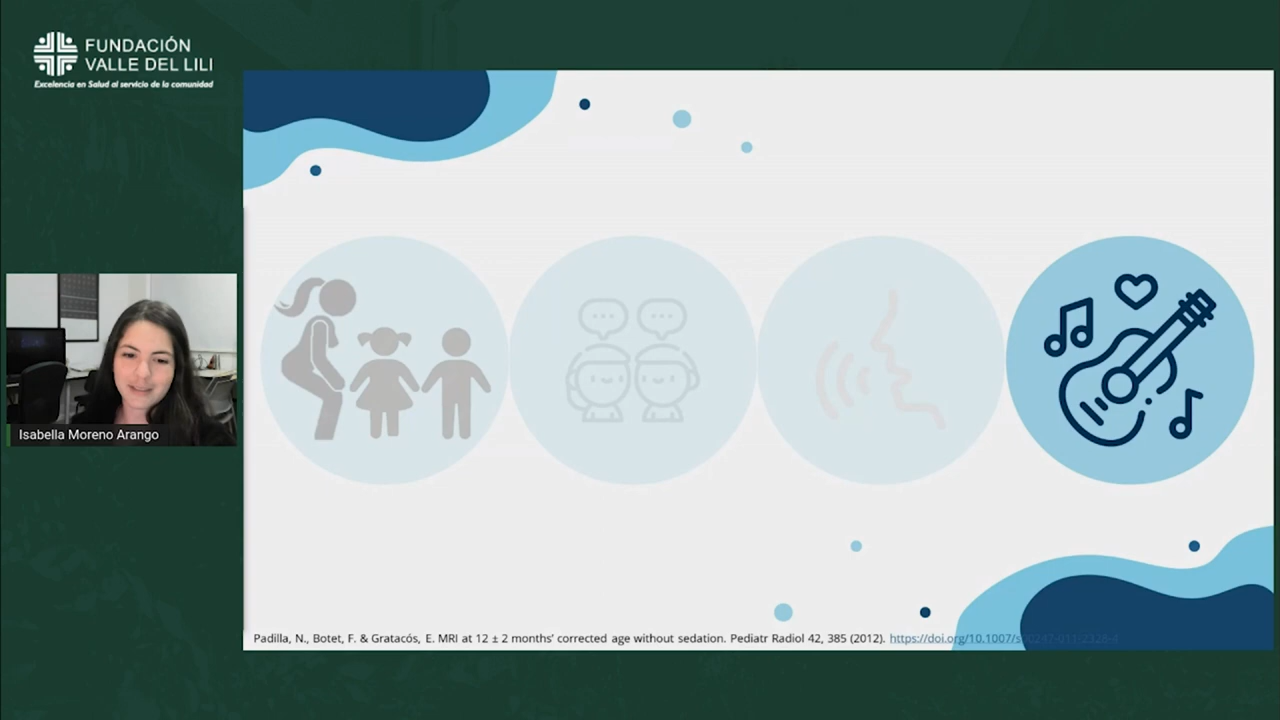 FUNDACIÓN
VALLE DEL LILI
Excelencia en Salud al servicio de la comunidad
Isabella Moreno Arango
Padilla, N., Botet, F. & Gratacós, E. MRI at 12 ± 2 months' corrected age without sedation. Pediatr Radiol 42, 385 (2012). https://doi.org/10.1007/